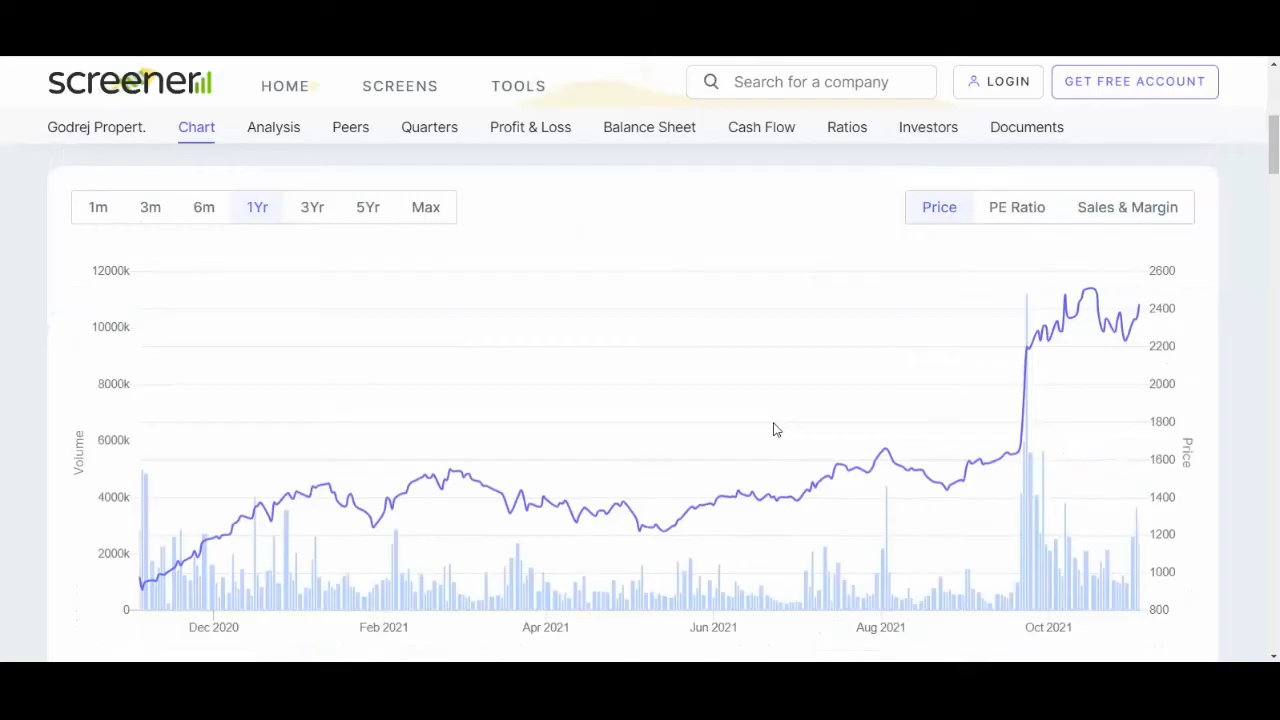 screener
HOME SCREENS TOOLS Search for a company LOGIN GET FREE ACCOUNT
Godrej Propert. Chart Analysis Peers Quarters Profit & Loss Balance Sheet Cash Flow Ratios Investors Documents
1m 3m 6m 1Yr 3Yr 5Yr Max Price PE Ratio Sales & Margin
12000k 2600
2400
10000k
2200
8000k 2000
1800
6000k
Volume Price
1600
4000k 1400
1200
2000k
1000
0 800
Dec 2020 Feb 2021 Apr 2021 Jun 2021 Aug 2021 Oct 2021